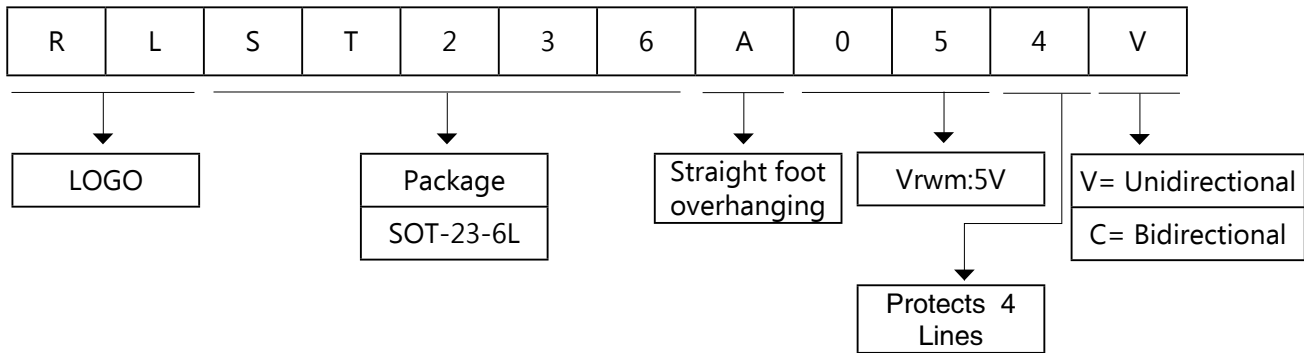 R L S T 2 3 6 A 0 5 4 V
LOGO
Package
SOT-23-6L
Straight foot
overhanging
Vrwm:5V
V= Unidirectional
C= Bidirectional
Protects 4
Lines